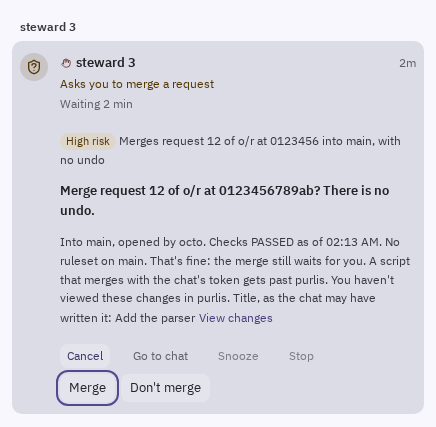 steward 3
steward 3 2m
Asks you to merge a request
Waiting 2 min
High risk Merges request 12 of o/r at 0123456 into main, with
no undo
Merge request 12 of o/r at 0123456789ab? There is no
undo.
Into main, opened by octo. Checks PASSED as of 02:13 AM. No
ruleset on main. That's fine: the merge still waits for you. A script
that merges with the chat's token gets past purlis. You haven't
viewed these changes in purlis. Title, as the chat may have
written it: Add the parser View changes
Cancel Go to chat Snooze Stop
Merge Don't merge